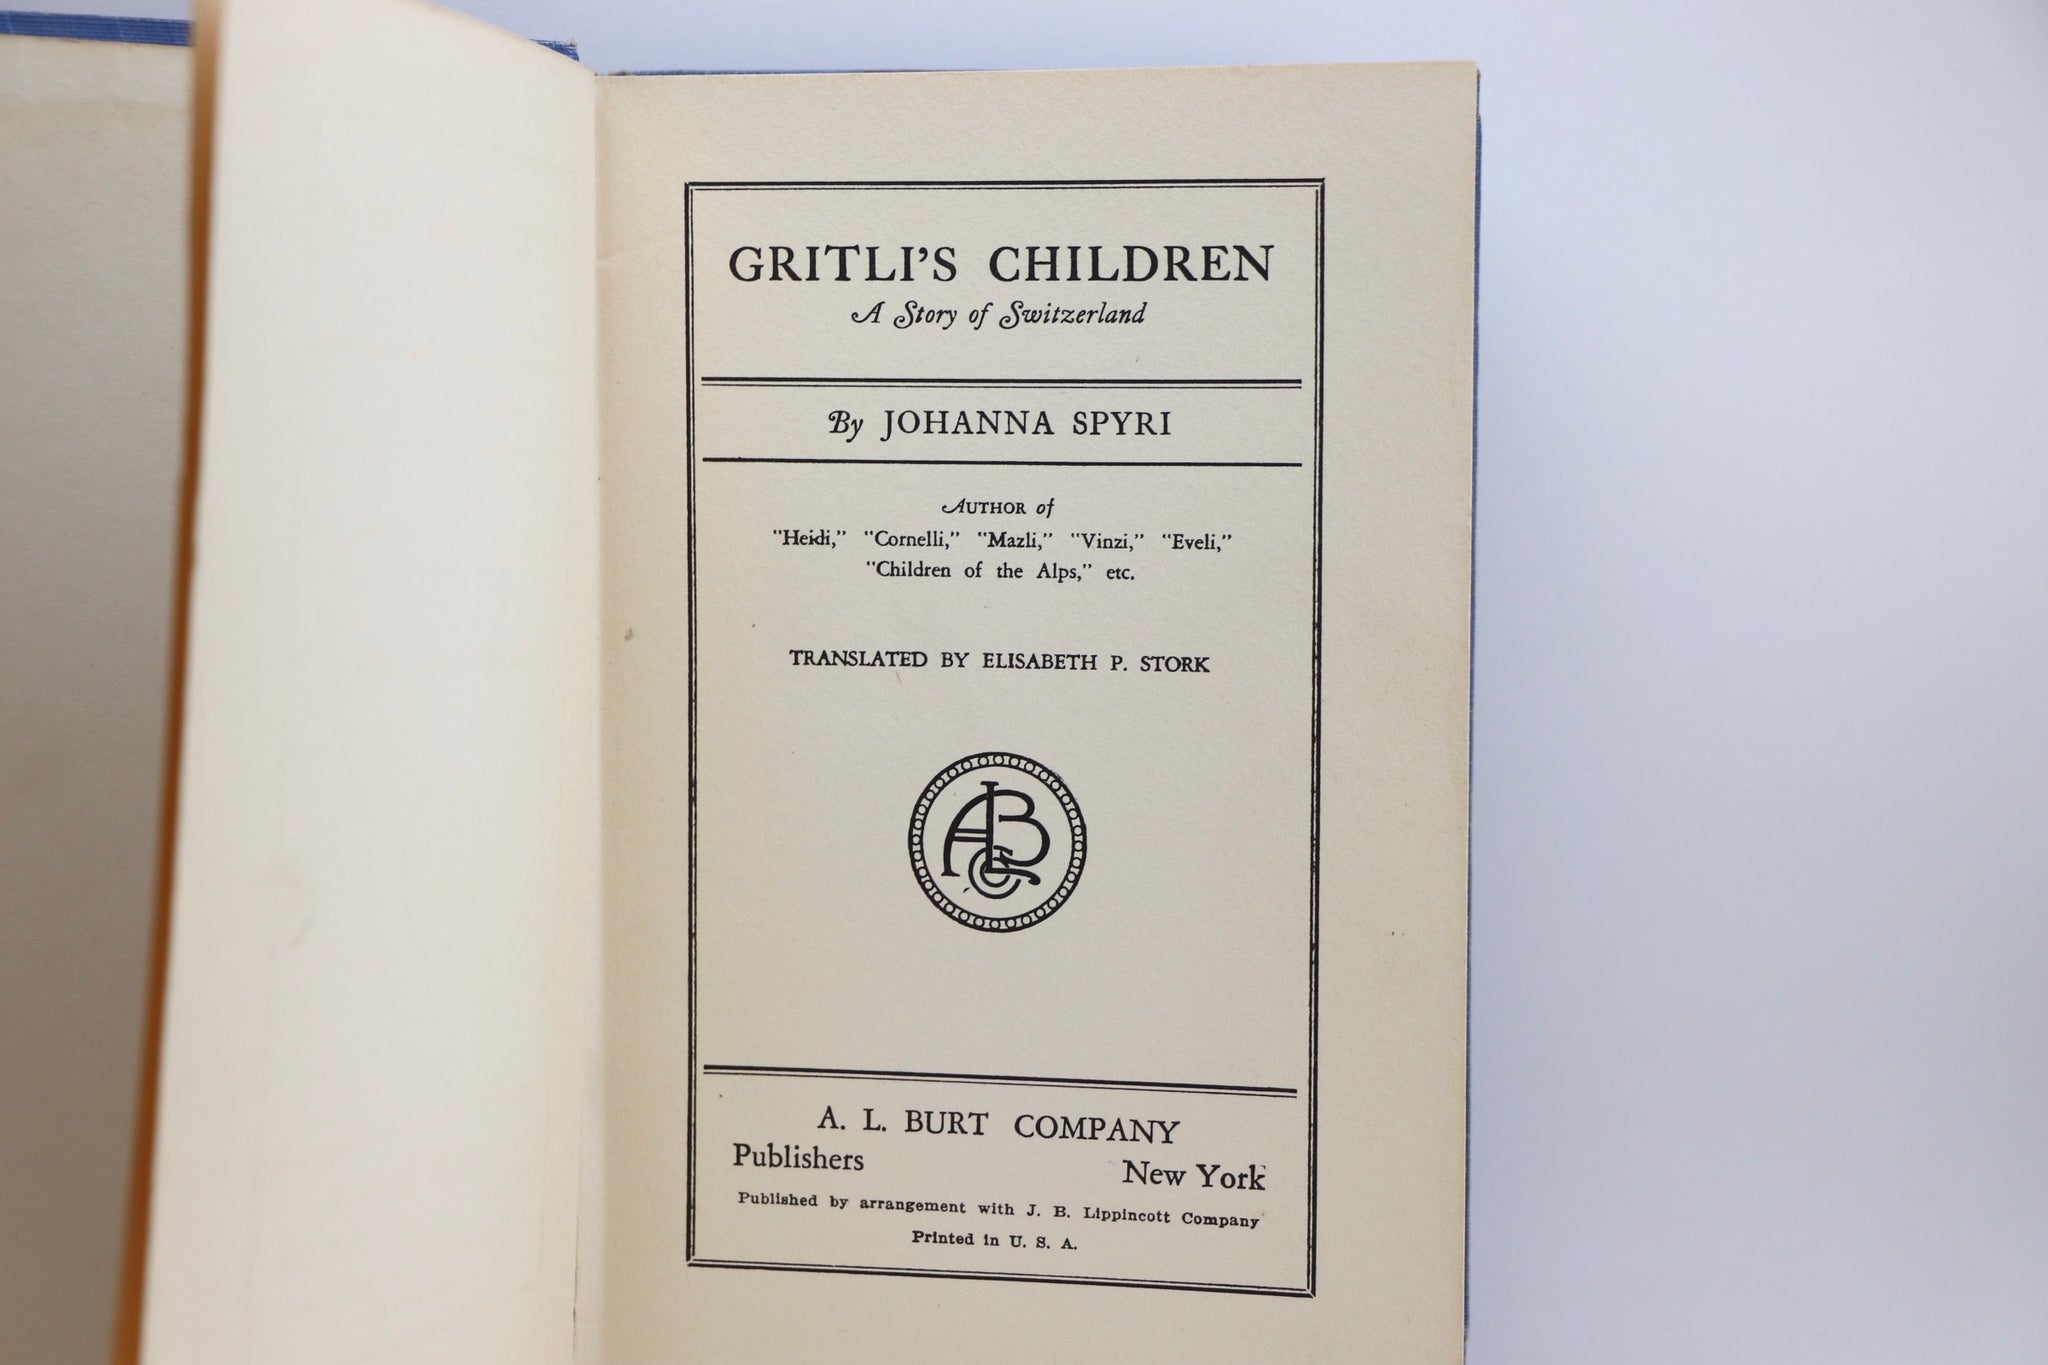 GRITLI'S CHILDREN
A Story of Switzerland
By JOHANNA SPYRI
AUTHOR of
"Heidi," "Cornelli," "Mazli," "Vinzi," "Eveli,"
"Children of the Alps," etc.
TRANSLATED BY ELISABETH P. STORK
ALBCo
A. L. BURT COMPANY
Publishers New York
Published by arrangement with J. B. Lippincott Company
Printed in U. S. A.